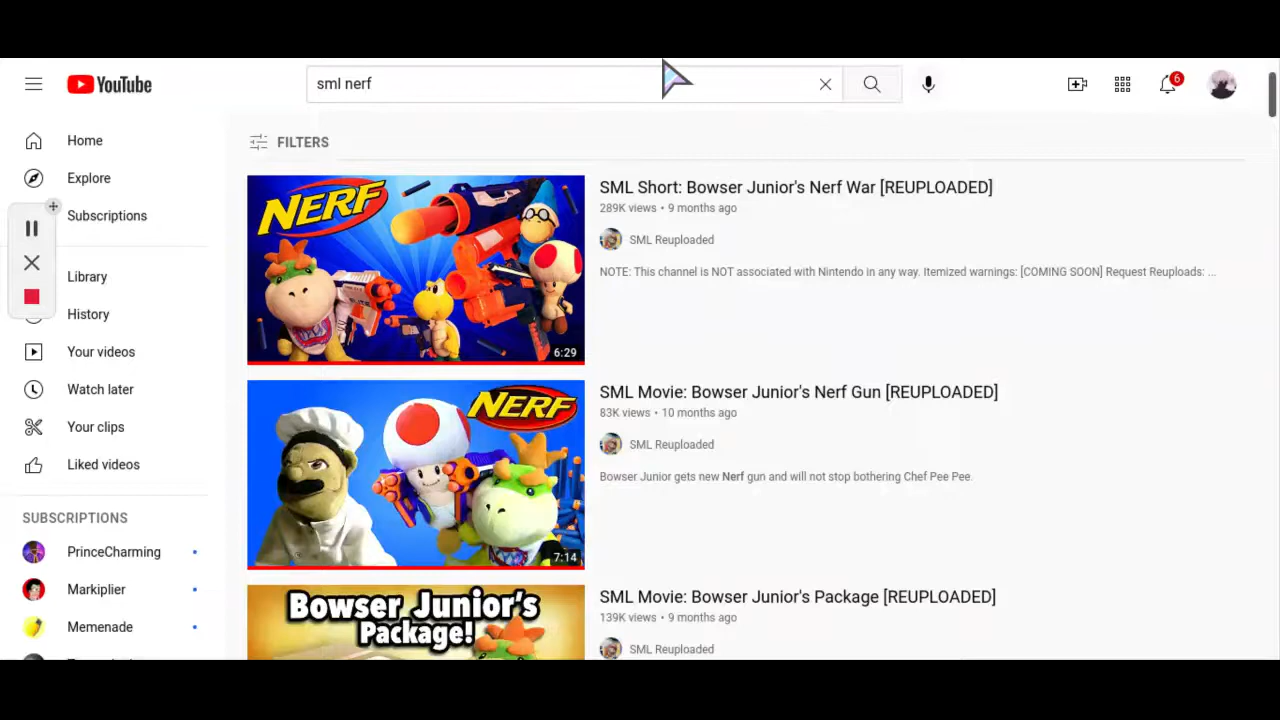 YouTube
sml nerf
6
Home
Explore
Subscriptions
Library
History
Your videos
Watch later
Your clips
Liked videos
SUBSCRIPTIONS
PrinceCharming
Markiplier
Memenade
FILTERS
NERF
ELITE
6:29
SML Short: Bowser Junior's Nerf War [REUPLOADED]
289K views • 9 months ago
SML Reuploaded
NOTE: This channel is NOT associated with Nintendo in any way. Itemized warnings: [COMING SOON] Request Reuploads: ...
NERF
7:14
SML Movie: Bowser Junior's Nerf Gun [REUPLOADED]
83K views • 10 months ago
SML Reuploaded
Bowser Junior gets new Nerf gun and will not stop bothering Chef Pee Pee.
Bowser Junior's
Package!
SML Movie: Bowser Junior's Package [REUPLOADED]
139K views • 9 months ago
SML Reuploaded